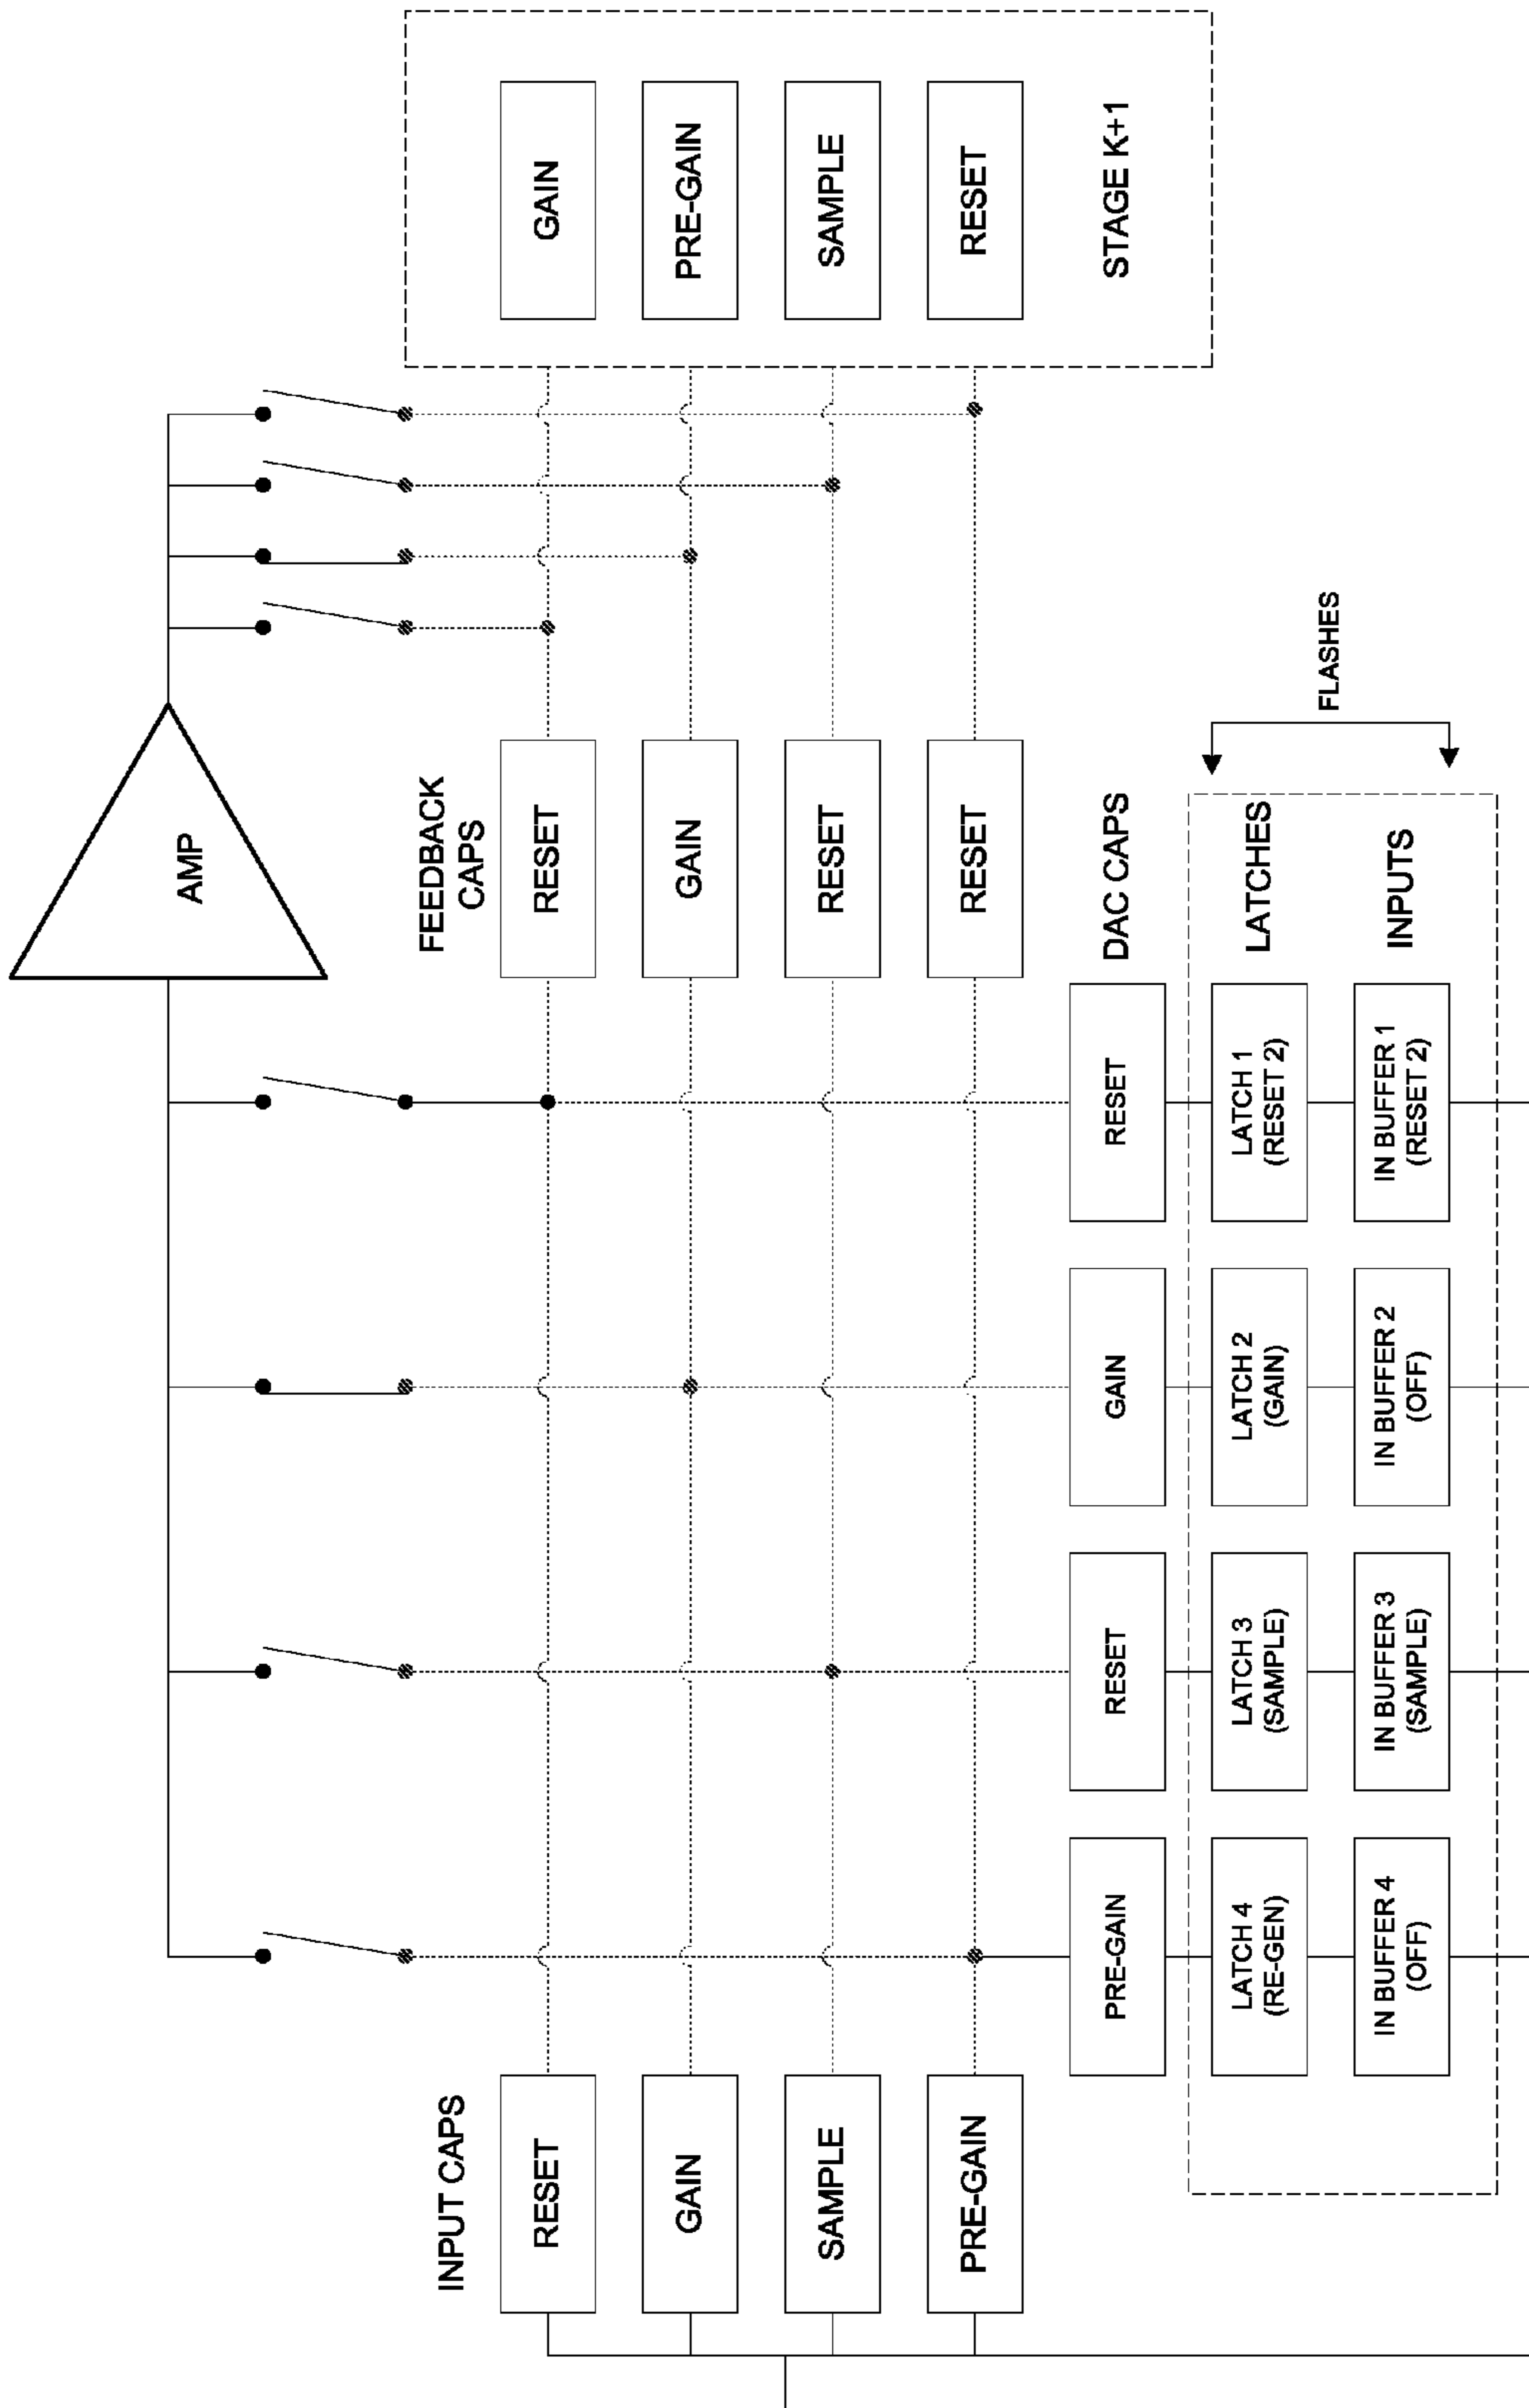 AMP
INPUT CAPS
FEEDBACK
CAPS
RESET
RESET
GAIN
GAIN
GAIN
PRE-GAIN
SAMPLE
RESET
SAMPLE
PRE-GAIN
RESET
RESET
STAGE K+1
PRE-GAIN
RESET
GAIN
RESET
DAC CAPS
LATCH 4
(RE-GEN)
LATCH 3
(SAMPLE)
LATCH 2
(GAIN)
LATCH 1
(RESET 2)
LATCHES
IN BUFFER 4
(OFF)
IN BUFFER 3
(SAMPLE)
IN BUFFER 2
(OFF)
IN BUFFER 1
(RESET 2)
INPUTS
FLASHES